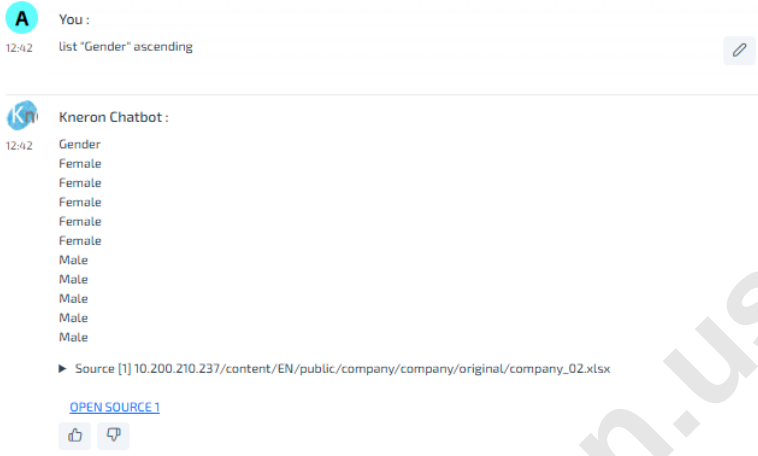 A
You :
12:42
list "Gender" ascending
Kneron Chatbot :
12:42
Gender
Female
Female
Female
Female
Female
Male
Male
Male
Male
Male
▶ Source [1] 10.200.210.237/content/EN/public/company/company/original/company_02.xlsx
OPEN SOURCE 1